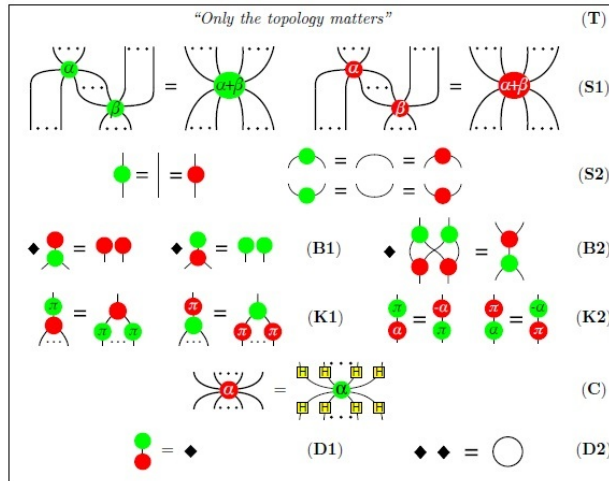 “Only the topology matters” (T)
α β = α+β α β = α+β (S1)
= = = = = = (S2)
= = (B1) = (B2)
π = π π π = π π (K1) π α = -α π π α = -α π (K2)
α = H H H H α H H H H (C)
= (D1) = (D2)